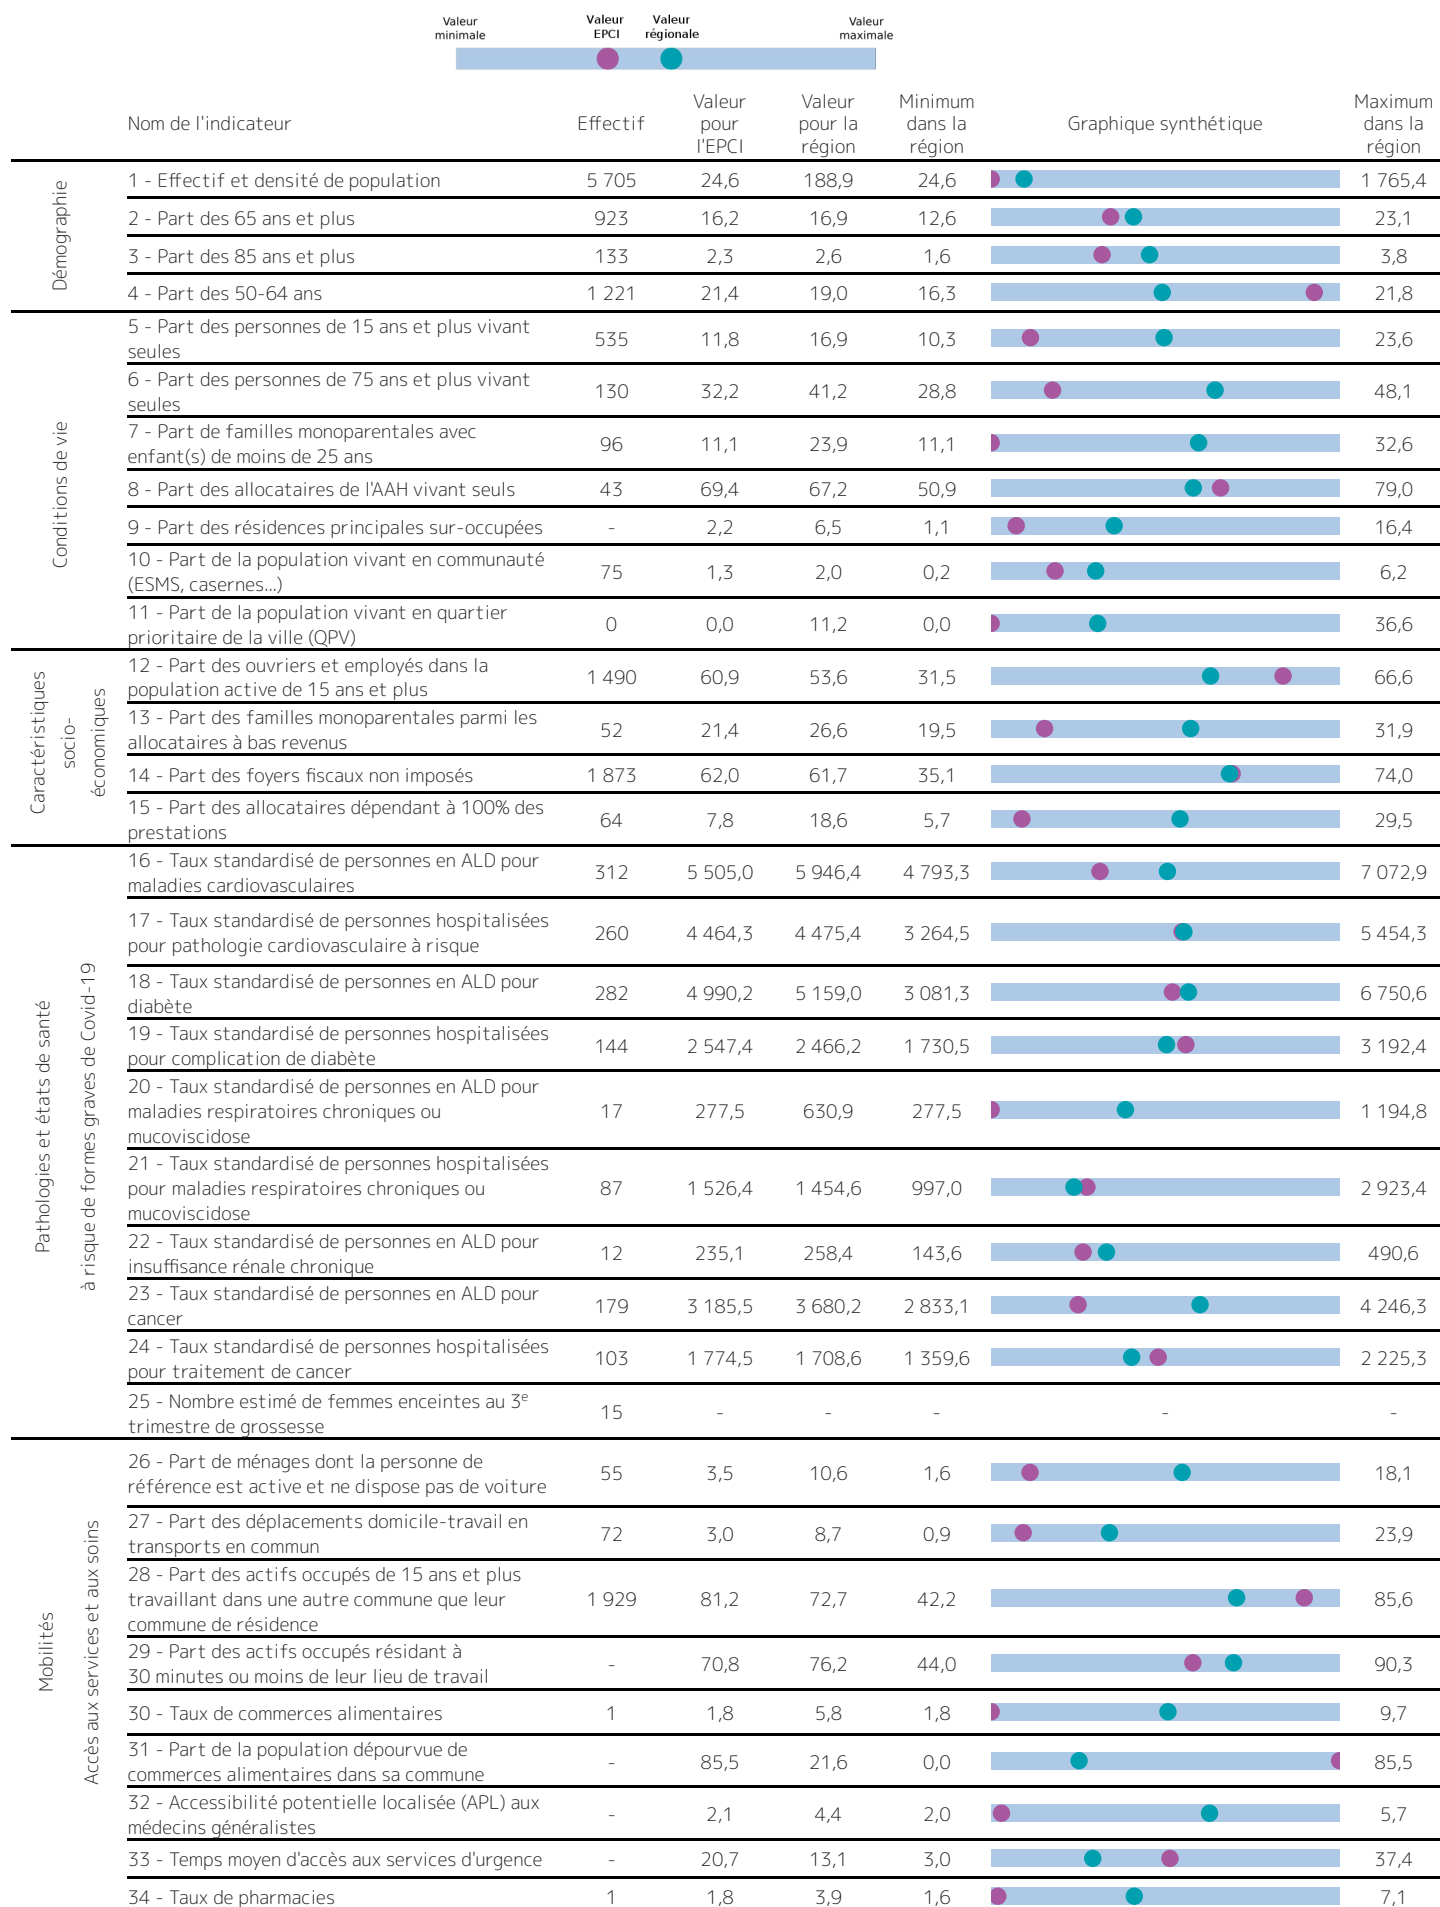 Valeur minimale
Valeur EPCI
Valeur régionale
Valeur maximale
Nom de l'indicateur
Effectif
Valeur pour l'EPCI
Valeur pour la région
Minimum dans la région
Graphique synthétique
Maximum dans la région
Démographie
1 - Effectif et densité de population 5 705 24,6 188,9 24,6 1 765,4
2 - Part des 65 ans et plus 923 16,2 16,9 12,6 23,1
3 - Part des 85 ans et plus 133 2,3 2,6 1,6 3,8
4 - Part des 50-64 ans 1 221 21,4 19,0 16,3 21,8
Conditions de vie
5 - Part des personnes de 15 ans et plus vivant
seules 535 11,8 16,9 10,3 23,6
6 - Part des personnes de 75 ans et plus vivant
seules 130 32,2 41,2 28,8 48,1
7 - Part de familles monoparentales avec
enfant(s) de moins de 25 ans 96 11,1 23,9 11,1 32,6
8 - Part des allocataires de l'AAH vivant seuls 43 69,4 67,2 50,9 79,0
9 - Part des résidences principales sur-occupées - 2,2 6,5 1,1 16,4
10 - Part de la population vivant en communauté
(ESMS, casernes...) 75 1,3 2,0 0,2 6,2
11 - Part de la population vivant en quartier
prioritaire de la ville (QPV) 0 0,0 11,2 0,0 36,6
Caractéristiques
socio-
économiques
12 - Part des ouvriers et employés dans la
population active de 15 ans et plus 1 490 60,9 53,6 31,5 66,6
13 - Part des familles monoparentales parmi les
allocataires à bas revenus 52 21,4 26,6 19,5 31,9
14 - Part des foyers fiscaux non imposés 1 873 62,0 61,7 35,1 74,0
15 - Part des allocataires dépendant à 100% des
prestations 64 7,8 18,6 5,7 29,5
Pathologies et états de santé
à risque de formes graves de Covid-19
16 - Taux standardisé de personnes en ALD pour
maladies cardiovasculaires 312 5 505,0 5 946,4 4 793,3 7 072,9
17 - Taux standardisé de personnes hospitalisées
pour pathologie cardiovasculaire à risque 260 4 464,3 4 475,4 3 264,5 5 454,3
18 - Taux standardisé de personnes en ALD pour
diabète 282 4 990,2 5 159,0 3 081,3 6 750,6
19 - Taux standardisé de personnes hospitalisées
pour complication de diabète 144 2 547,4 2 466,2 1 730,5 3 192,4
20 - Taux standardisé de personnes en ALD pour
maladies respiratoires chroniques ou
mucoviscidose 17 277,5 630,9 277,5 1 194,8
21 - Taux standardisé de personnes hospitalisées
pour maladies respiratoires chroniques ou
mucoviscidose 87 1 526,4 1 454,6 997,0 2 923,4
22 - Taux standardisé de personnes en ALD pour
insuffisance rénale chronique 12 235,1 258,4 143,6 490,6
23 - Taux standardisé de personnes en ALD pour
cancer 179 3 185,5 3 680,2 2 833,1 4 246,3
24 - Taux standardisé de personnes hospitalisées
pour traitement de cancer 103 1 774,5 1 708,6 1 359,6 2 225,3
25 - Nombre estimé de femmes enceintes au 3e
trimestre de grossesse 15 - - - - -
Mobilités
Accès aux services et aux soins
26 - Part de ménages dont la personne de
référence est active et ne dispose pas de voiture 55 3,5 10,6 1,6 18,1
27 - Part des déplacements domicile-travail en
transports en commun 72 3,0 8,7 0,9 23,9
28 - Part des actifs occupés de 15 ans et plus
travaillant dans une autre commune que leur
commune de résidence 1 929 81,2 72,7 42,2 85,6
29 - Part des actifs occupés résidant à
30 minutes ou moins de leur lieu de travail - 70,8 76,2 44,0 90,3
30 - Taux de commerces alimentaires 1 1,8 5,8 1,8 9,7
31 - Part de la population dépourvue de
commerces alimentaires dans sa commune - 85,5 21,6 0,0 85,5
32 - Accessibilité potentielle localisée (APL) aux
médecins généralistes - 2,1 4,4 2,0 5,7
33 - Temps moyen d'accès aux services d'urgence - 20,7 13,1 3,0 37,4
34 - Taux de pharmacies 1 1,8 3,9 1,6 7,1